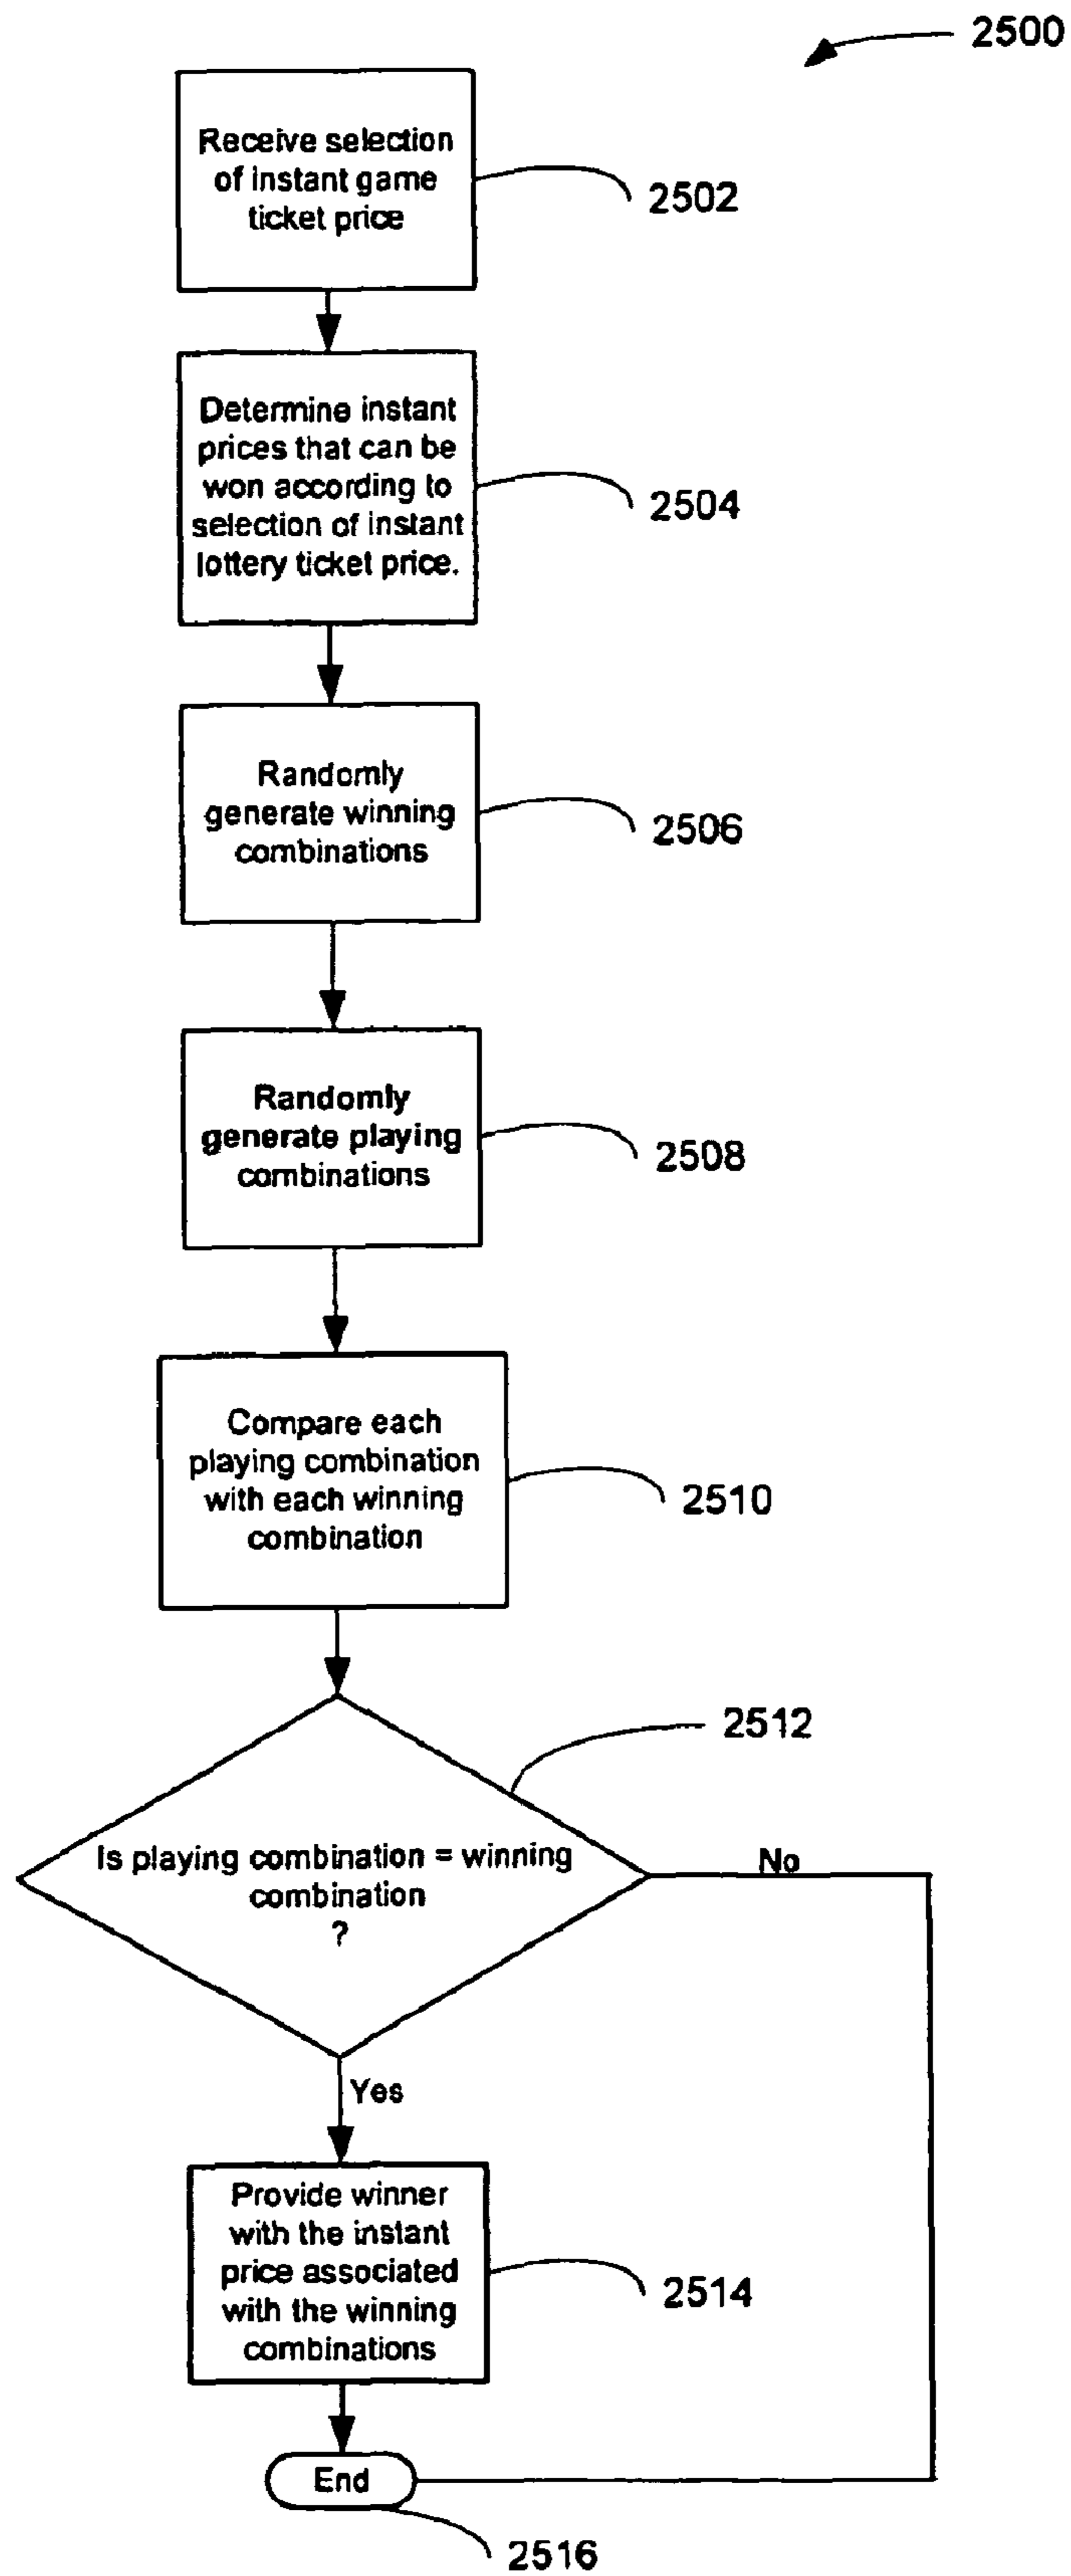 2500
Receive selection
of instant game
ticket price
2502
Determine instant
prices that can be
won according to
selection of instant
lottery ticket price.
2504
Randomly
generate winning
combinations
2506
Randomly
generate playing
combinations
2508
Compare each
playing combination
with each winning
combination
2510
2512
Is playing combination = winning
combination
?
No
Yes
Provide winner
with the instant
price associated
with the winning
combinations
2514
End
2516